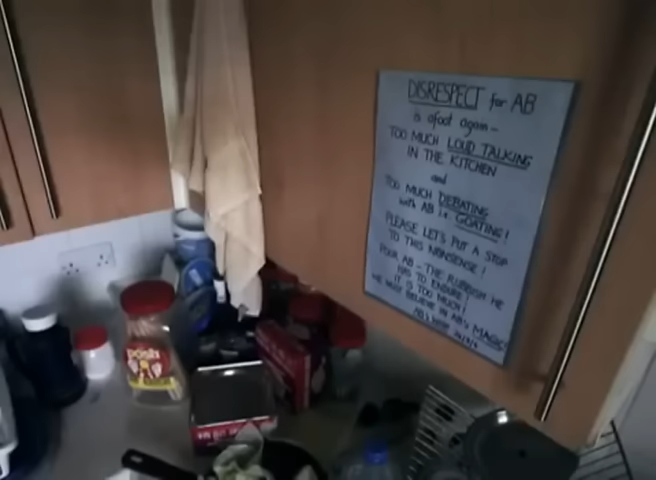 DISRESPECT for AB
is afoot again -
TOO MUCH LOUD TALKING
IN THE KITCHEN
and
TOO MUCH DEBATING
with AB i.e GOATING!
PLEASE LET'S PUT A STOP
TO THIS NONSENSE!
POOR AB - THE RUBBISH HE
HAS TO ENDURE!
IT IS TOO MUCH!
WE MUST BELIEVE IN AB's MAGIC